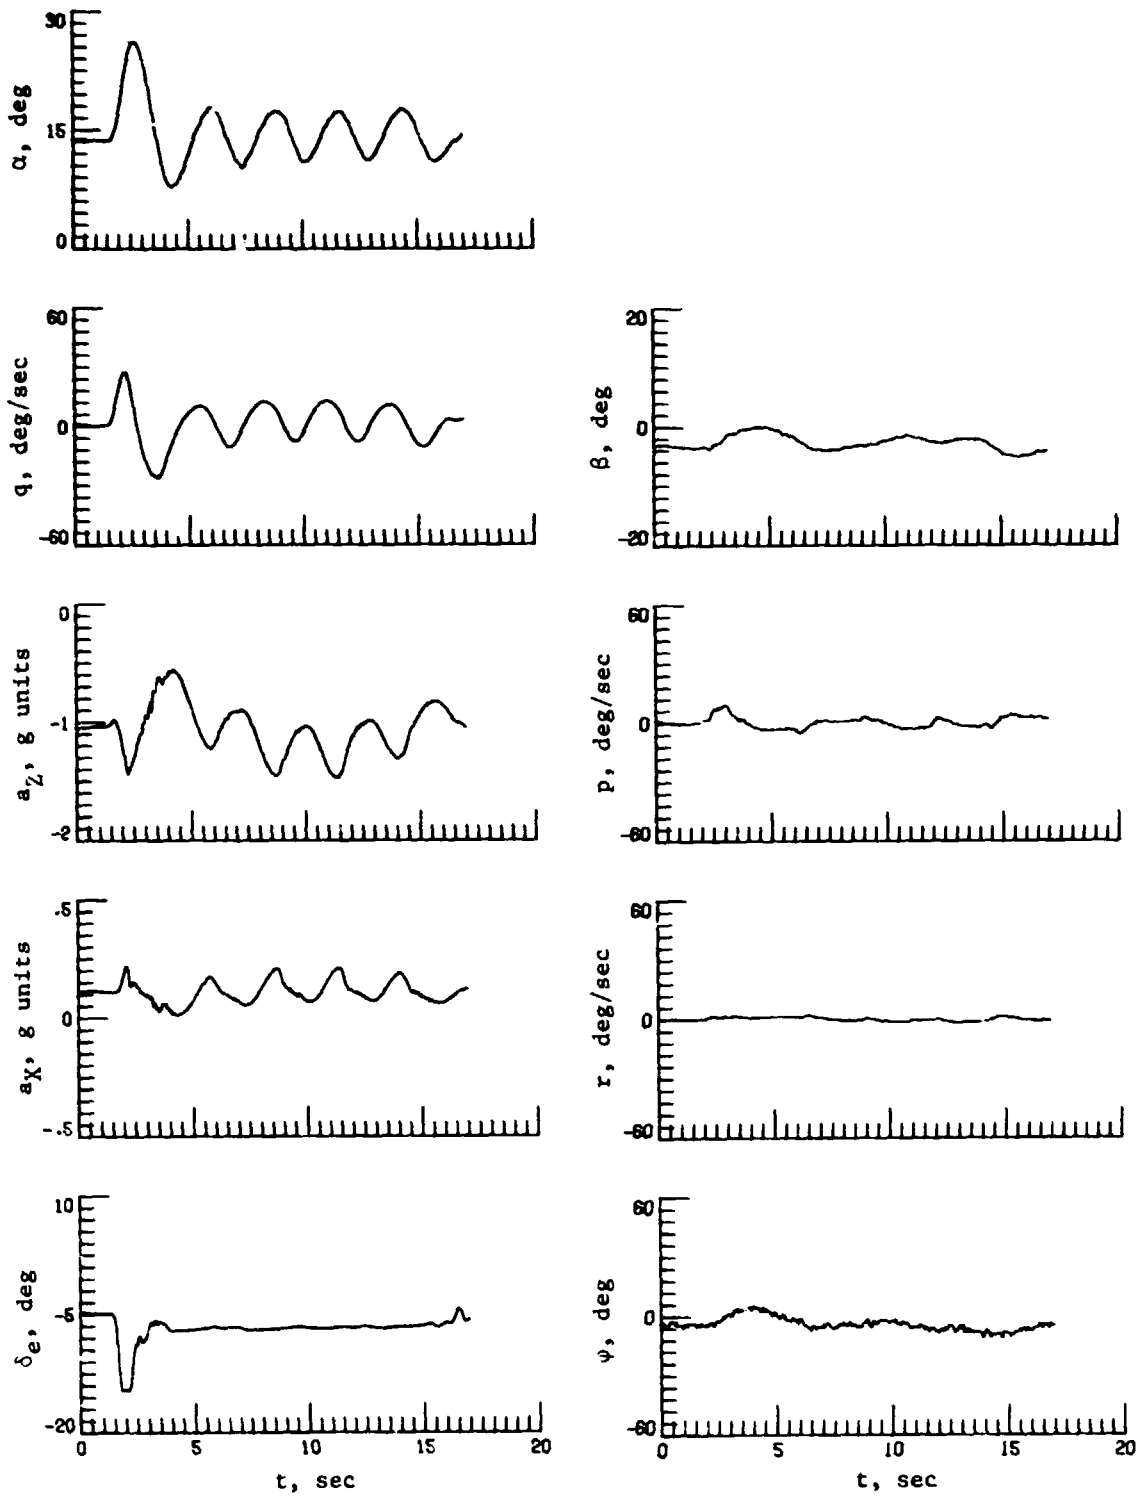 30
15
0
α, deg
60
0
-60
q, deg/sec
0
-1
-2
a_Z, g units
.5
0
-.5
a_X, g units
10
-5
-20
δ_e, deg
0 5 10 15 20
t, sec
20
0
-20
β, deg
60
0
-60
p, deg/sec
60
0
-60
r, deg/sec
60
0
-60
φ, deg
0 5 10 15 20
t, sec